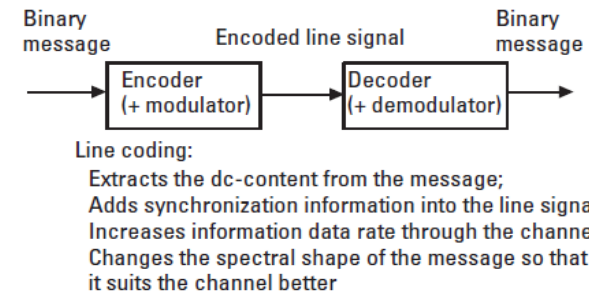 Binary
message
Encoded line signal
Binary
message
Encoder
(+ modulator)
Decoder
(+ demodulator)
Line coding:
Extracts the dc-content from the message;
Adds synchronization information into the line signa
Increases information data rate through the channe
Changes the spectral shape of the message so that
it suits the channel better